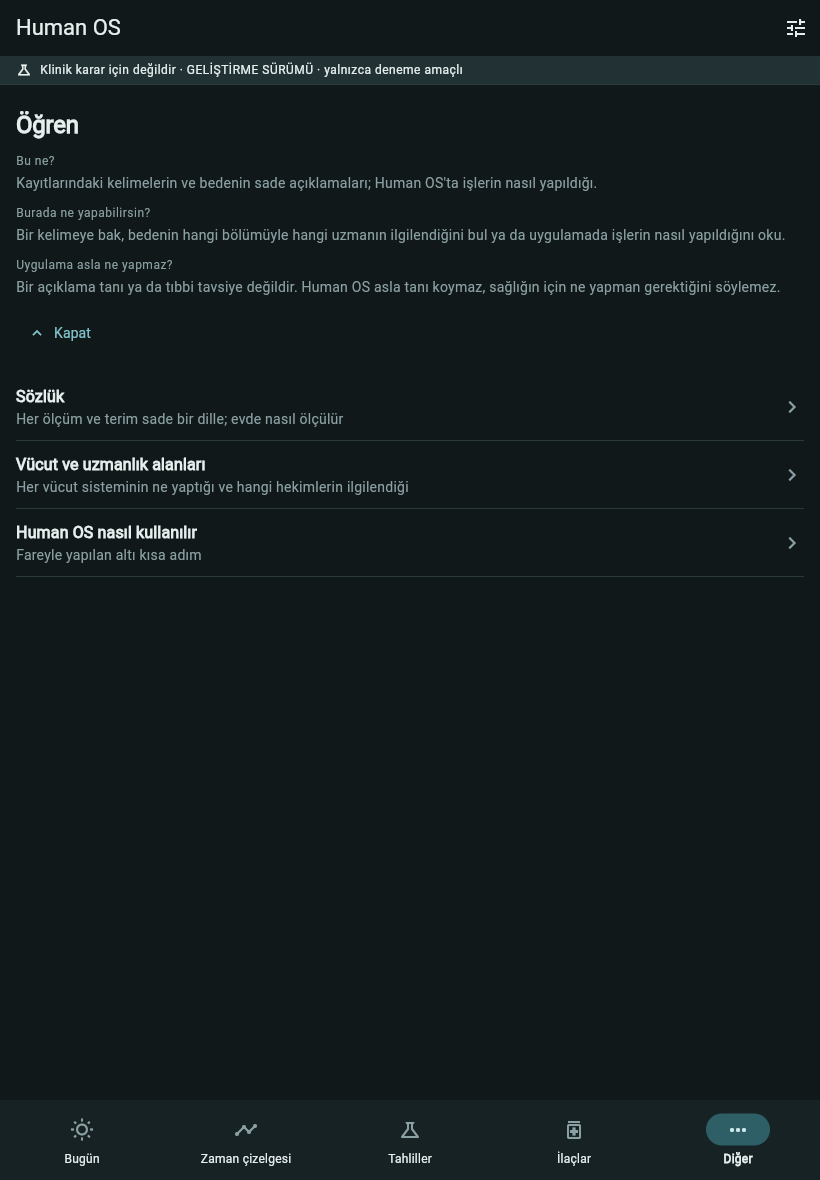 Human OS
Klinik karar için değildir · GELİŞTİRME SÜRÜMÜ · yalnızca deneme amaçlı
Öğren
Bu ne?
Kayıtlarındaki kelimelerin ve bedenin sade açıklamaları; Human OS'ta işlerin nasıl yapıldığı.
Burada ne yapabilirsin?
Bir kelimeye bak, bedenin hangi bölümüyle hangi uzmanın ilgilendiğini bul ya da uygulamada işlerin nasıl yapıldığını oku.
Uygulama asla ne yapmaz?
Bir açıklama tanı ya da tıbbi tavsiye değildir. Human OS asla tanı koymaz, sağlığın için ne yapman gerektiğini söylemez.
Kapat
Sözlük
Her ölçüm ve terim sade bir dille; evde nasıl ölçülür
Vücut ve uzmanlık alanları
Her vücut sisteminin ne yaptığı ve hangi hekimlerin ilgilendiği
Human OS nasıl kullanılır
Fareyle yapılan altı kısa adım
Bugün
Zaman çizelgesi
Tahliller
İlaçlar
Diğer